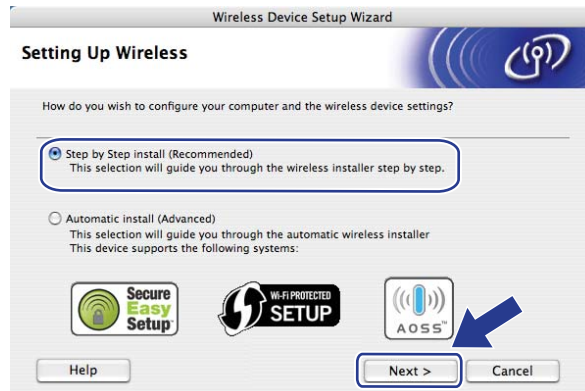 Wireless Device Setup Wizard
Setting Up Wireless
How do you wish to configure your computer and the wireless device settings?
Step by Step install (Recommended)
This selection will guide you through the wireless installer step by step.
Automatic install (Advanced)
This selection will guide you through the automatic wireless installer
This device supports the following systems:
Secure
Easy
Setup
Wi-Fi PROTECTED
SETUP
AOSS™
Help
Next >
Cancel